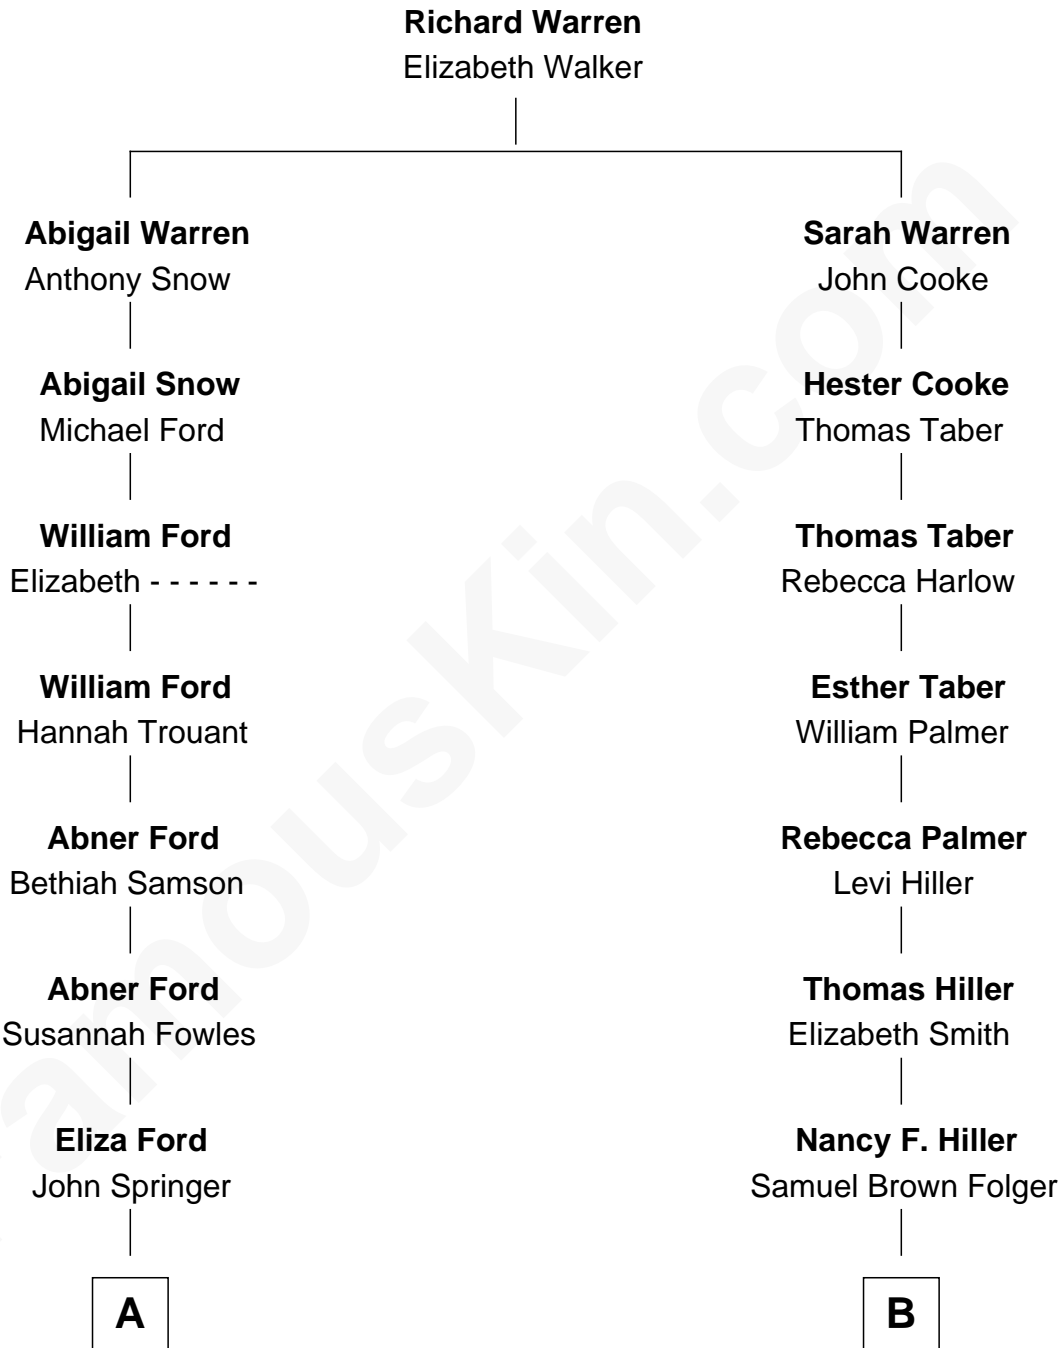 Richard Warren
Elizabeth Walker
Abigail Warren
Anthony Snow
Sarah Warren
John Cooke
Abigail Snow
Michael Ford
Hester Cooke
Thomas Taber
William Ford
Elizabeth - - - - - -
Thomas Taber
Rebecca Harlow
William Ford
Hannah Trouant
Esther Taber
William Palmer
Abner Ford
Bethiah Samson
Rebecca Palmer
Levi Hiller
Abner Ford
Susannah Fowles
Thomas Hiller
Elizabeth Smith
Eliza Ford
John Springer
Nancy F. Hiller
Samuel Brown Folger
A
B
amouskin.com